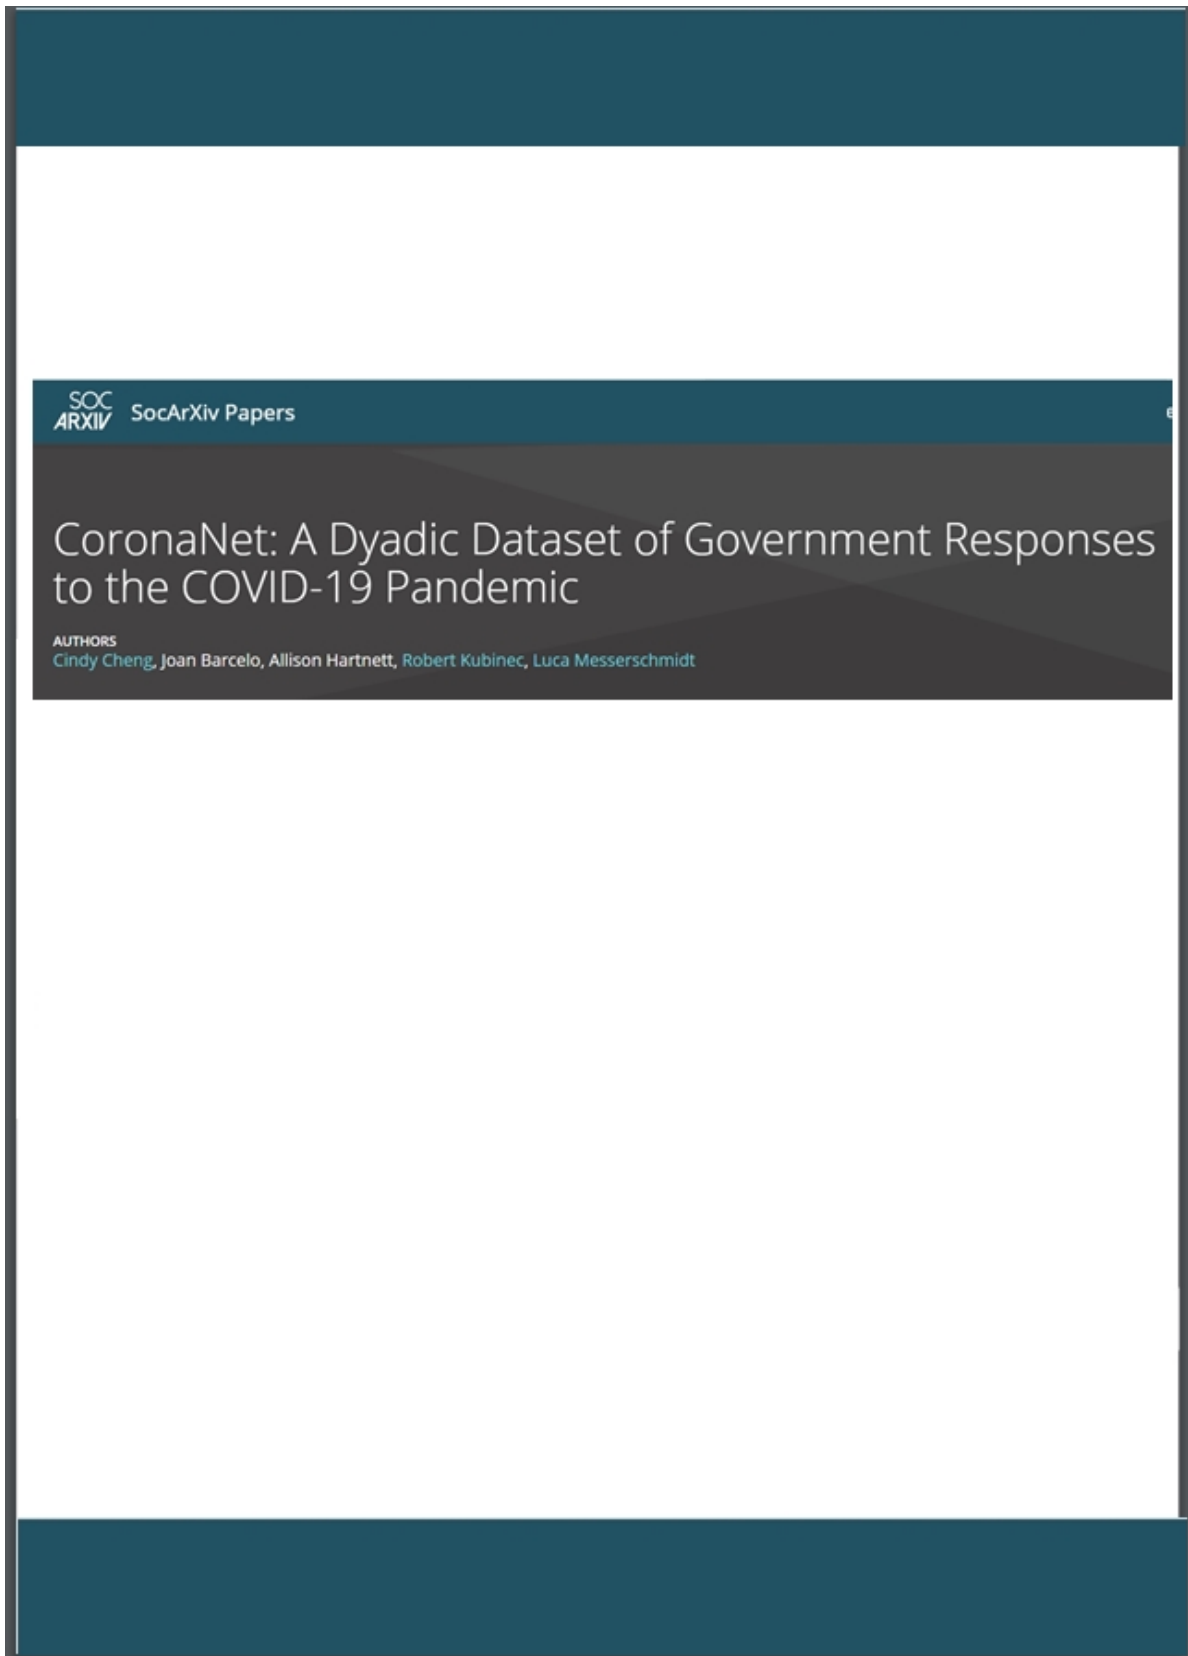 SOC
ARXIV
SocArXiv Papers
CoronaNet: A Dyadic Dataset of Government Responses
to the COVID-19 Pandemic
AUTHORS
Cindy Cheng, Joan Barcelo, Allison Hartnett, Robert Kubinec, Luca Messerschmidt